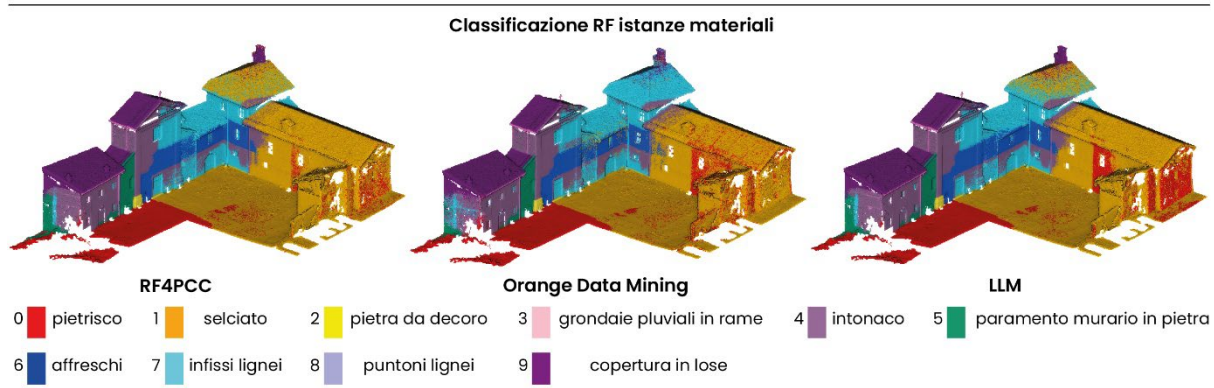 Classificazione RF istanze materiali
RF4PCC Orange Data Mining LLM
0 pietrisco 1 selciato 2 pietra da decoro 3 grondaie pluviali in rame 4 intonaco 5 paramento murario in pietra
6 affreschi 7 infissi lignei 8 puntoni lignei 9 copertura in lose